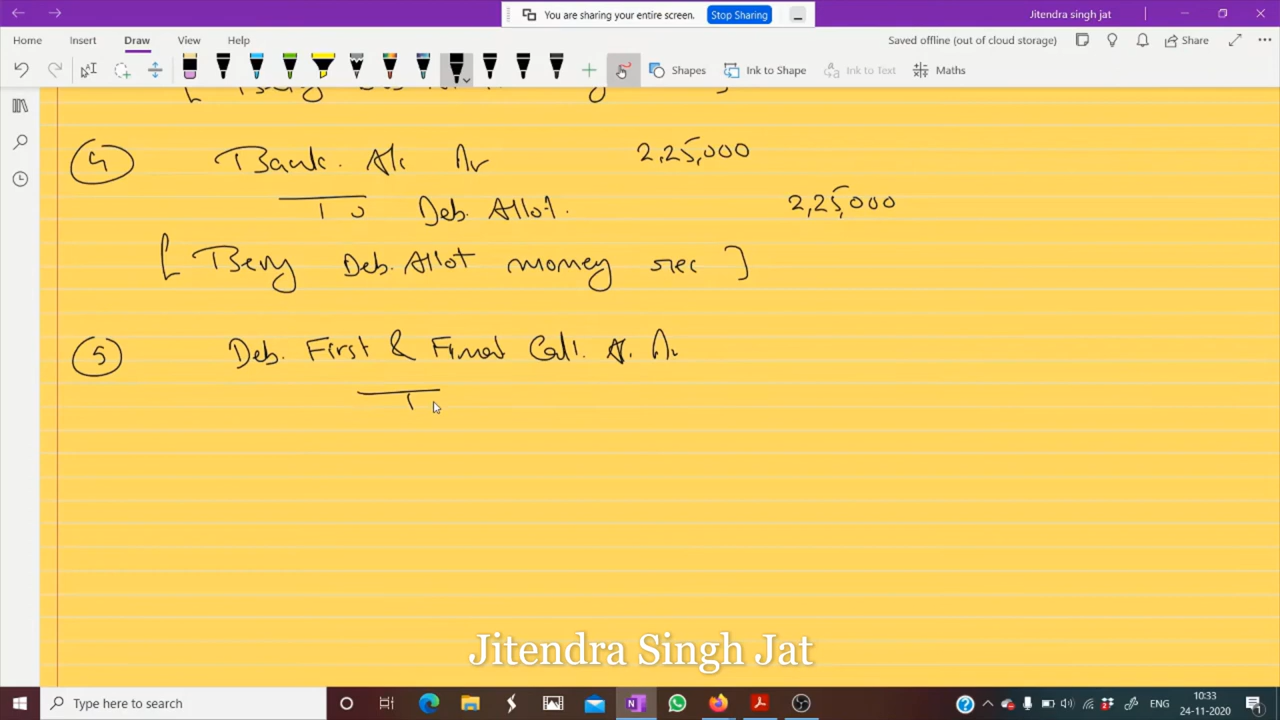 You are sharing your entire screen. Stop Sharing
Jitendra singh jat
Home Insert Draw View Help
Saved offline (out of cloud storage)
Share
Shapes Ink to Shape Ink to Text Maths
4 Bank. A/c Dr 2,25,000
To Deb. Allot. 2,25,000
[ Being Deb. Allot money rec ]
5 Deb. First & Final Call. A. Dr
T
Jitendra Singh Jat
Type here to search
ENG
10:33
24-11-2020